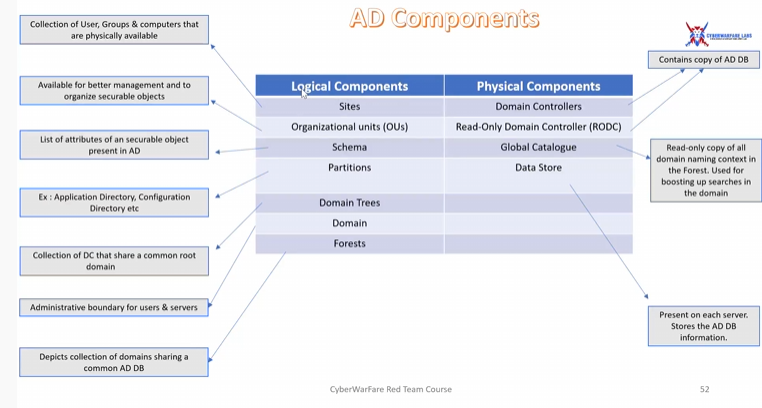 AD Components
CYBERWARFARE LABS
Collection of User, Groups & computers that
are physically available
Available for better management and to
organize securable objects
List of attributes of an securable object
present in AD
Ex : Application Directory, Configuration
Directory etc
Collection of DC that share a common root
domain
Administrative boundary for users & servers
Depicts collection of domains sharing a
common AD DB
Logical Components Physical Components
Sites Domain Controllers
Organizational units (OUs) Read-Only Domain Controller (RODC)
Schema Global Catalogue
Partitions Data Store
Domain Trees
Domain
Forests
Contains copy of AD DB
Read-only copy of all
domain naming context in
the Forest. Used for
boosting up searches in
the domain
Present on each server.
Stores the AD DB
information.
CyberWarFare Red Team Course
52